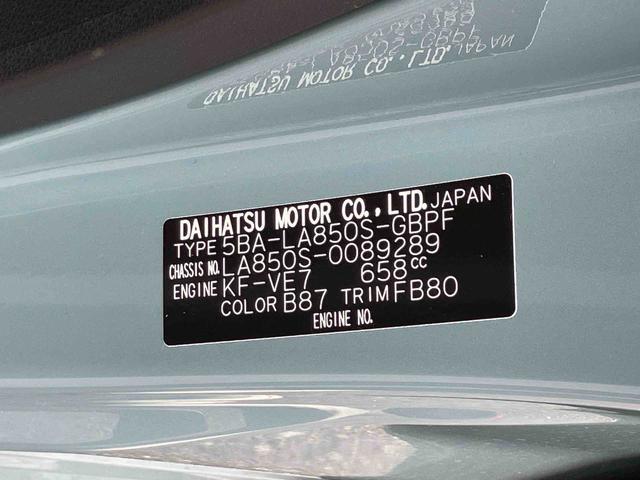 DAIHATSU MOTOR CO., LTD. JAPAN
TYPE 5BA-LA850S-GBPF
CHASSIS NO. LA850S-0089289
ENGINE KF-VE7 658cc
COLOR B87 TRIM FB80
ENGINE NO.